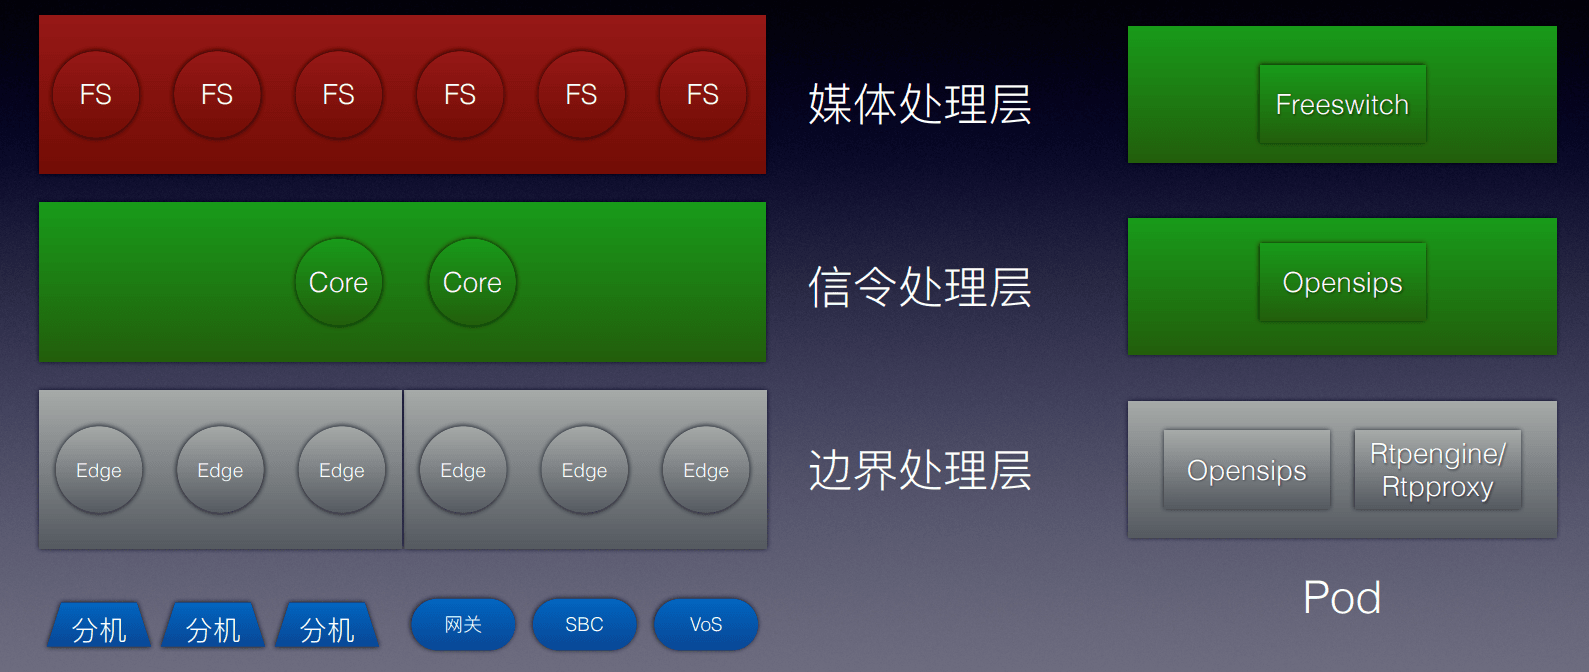 FS FS FS FS FS FS
媒体处理层
Freeswitch
Core Core
信令处理层
Opensips
Edge Edge Edge Edge Edge Edge
边界处理层
Opensips
Rtpengine/
Rtpproxy
Pod
分机 分机 分机 网关 SBC VoS